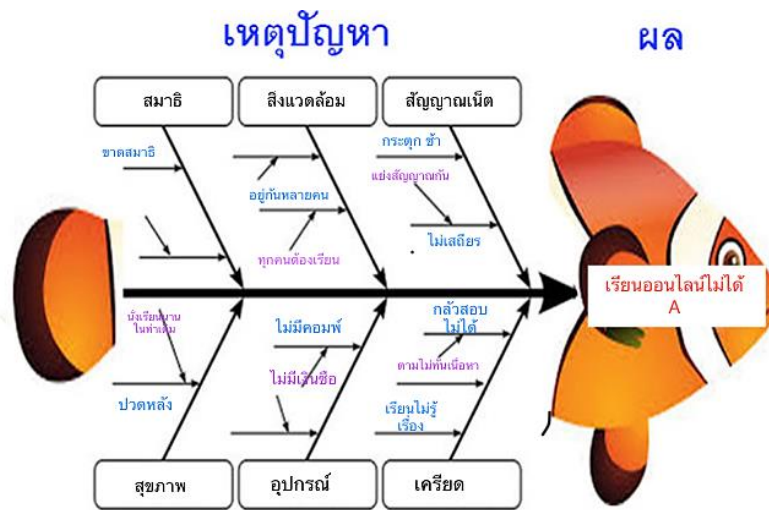 เหตุปัญหา
ผล
สมาธิ
สิ่งแวดล้อม
สัญญาณเน็ต
ขาดสมาธิ
กระตุก ช้า
แย่งสัญญาณกัน
อยู่กันหลายคน
ไม่เสถียร
ทุกคนต้องเรียน
เรียนออนไลน์ไม่ได้
A
นั่งเรียนนาน
ในท่าเดิม
ไม่มีคอมพ์
กลัวสอบ
ไม่ได้
ตามไม่ทันเนื้อหา
ไม่มีเงินซื้อ
ปวดหลัง
เรียนไม่รู้
เรื่อง
สุขภาพ
อุปกรณ์
เครียด